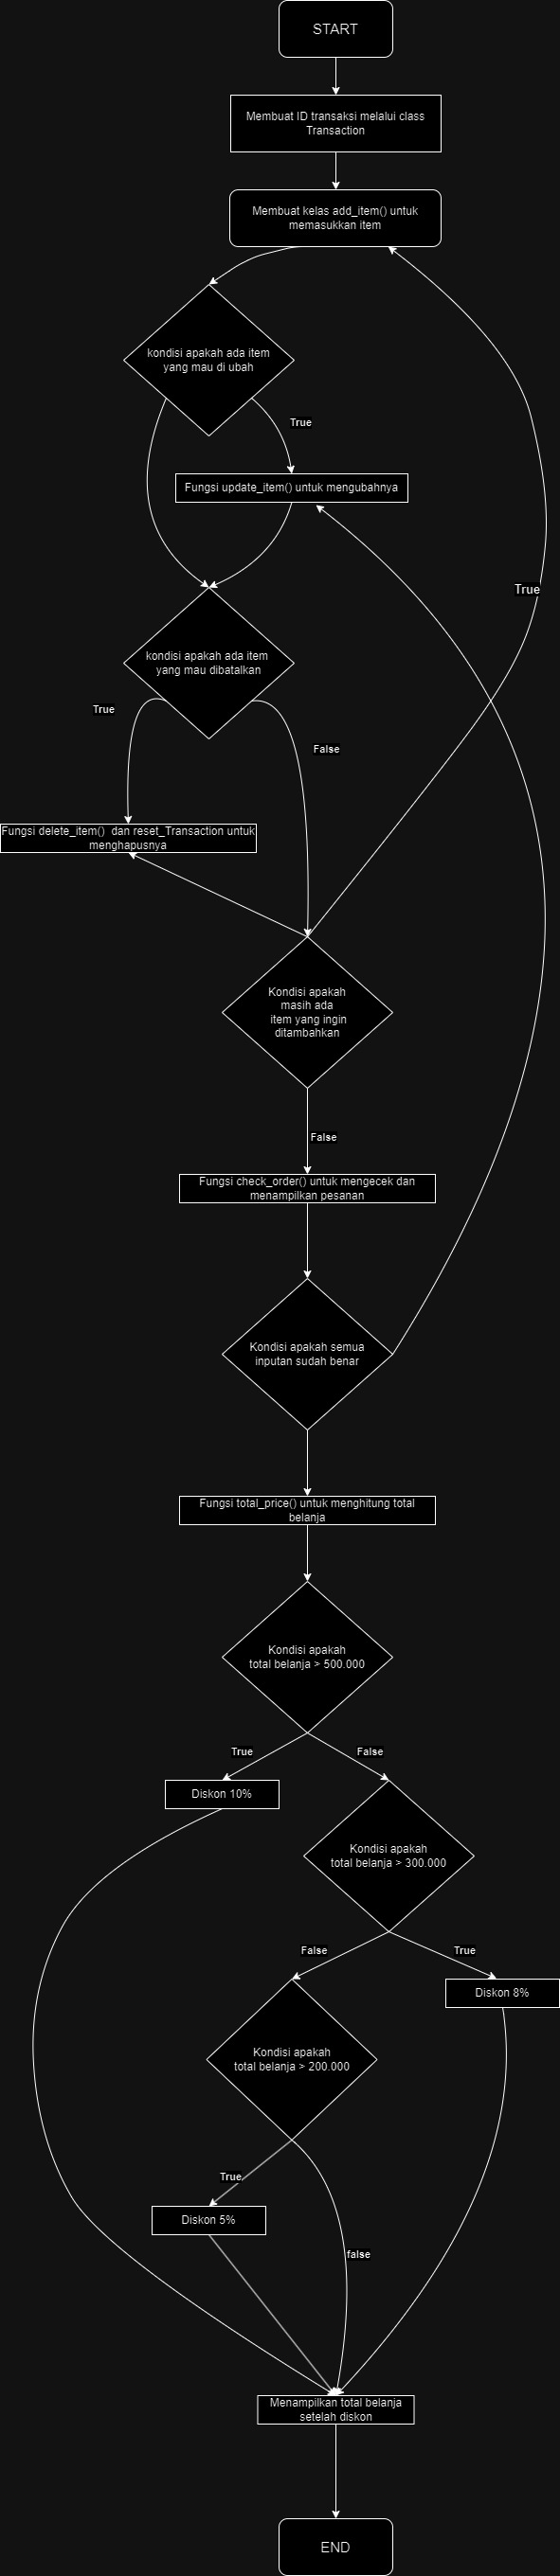 START
Membuat ID transaksi melalui class
Transaction
Membuat kelas add_item() untuk
memasukkan item
kondisi apakah ada item
yang mau di ubah
True
Fungsi update_item() untuk mengubahnya
True
kondisi apakah ada item
yang mau dibatalkan
True
False
Fungsi delete_item()  dan reset_Transaction untuk
menghapusnya
Kondisi apakah
masih ada
item yang ingin
ditambahkan
False
Fungsi check_order() untuk mengecek dan
menampilkan pesanan
Kondisi apakah semua
inputan sudah benar
Fungsi total_price() untuk menghitung total
belanja
Kondisi apakah
total belanja > 500.000
True
False
Diskon 10%
Kondisi apakah
total belanja > 300.000
False
True
Diskon 8%
Kondisi apakah
total belanja > 200.000
True
Diskon 5%
false
Menampilkan total belanja
setelah diskon
END